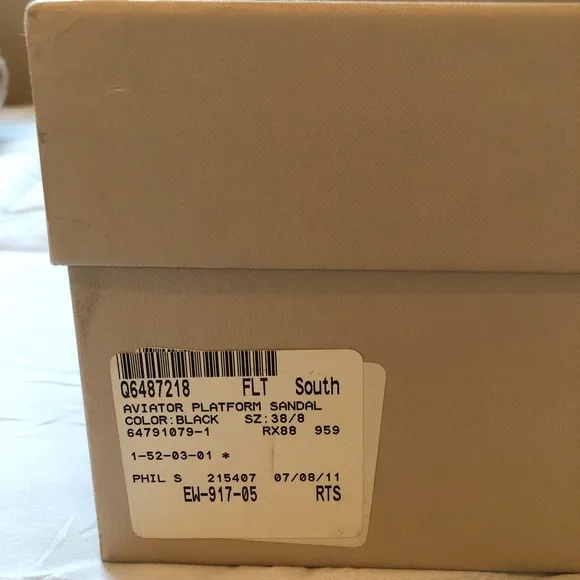 Q6487218 FLT South
AVIATOR PLATFORM SANDAL
COLOR:BLACK SZ:38/8
64791079-1 RX88 959
1-52-03-01 *
PHIL S 215407 07/08/11
EW-917-05 RTS